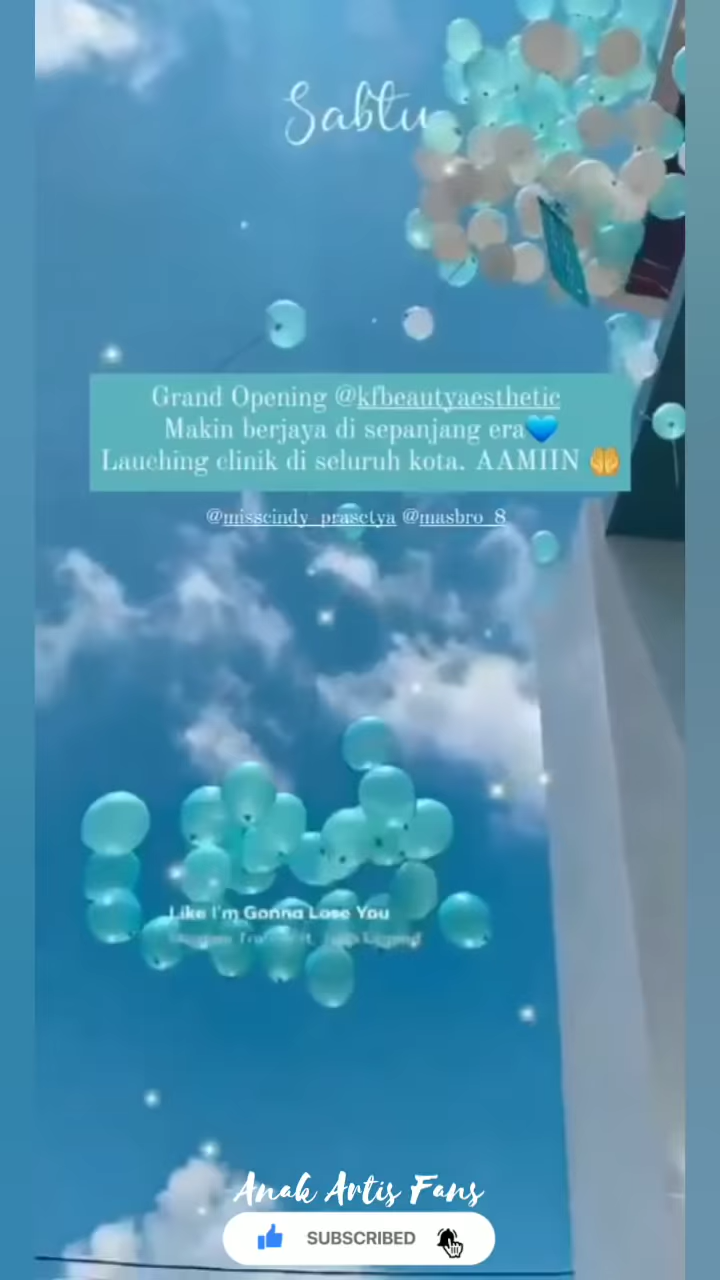 Sabtu
Grand Opening @kfbeautyaesthetic
Makin berjaya di sepanjang era💙
Lauching clinik di seluruh kota. AAMIIN 🤲
@misscindy_prasetya @masbro_8
Like I'm Gonna Lose You
Anak Artis Fans
SUBSCRIBED